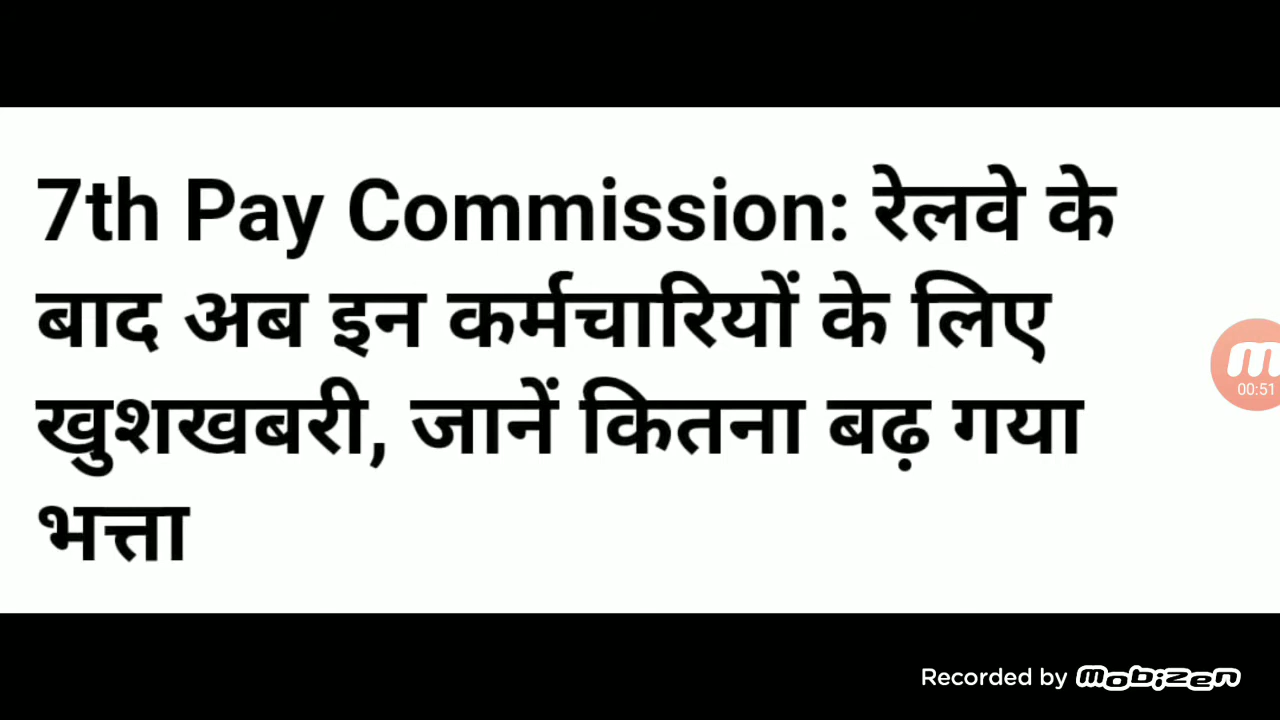 7th Pay Commission: रेलवे के
बाद अब इन कर्मचारियों के लिए
खुशखबरी, जानें कितना बढ़ गया
भत्ता
00:51
Recorded by mobizen